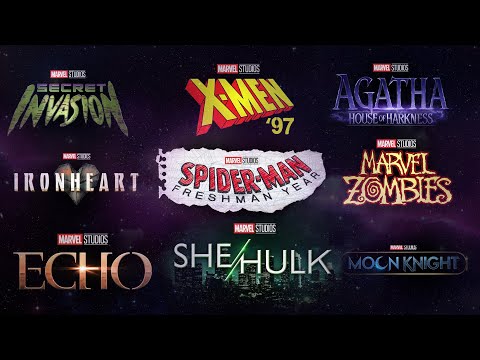 MARVEL STUDIOS
SECRET
INVASION
MARVEL STUDIOS
X-MEN
'97
MARVEL STUDIOS
AGATHA
HOUSE OF HARKNESS
MARVEL STUDIOS
IRONHEART
MARVEL STUDIOS
SPIDER-MAN
FRESHMAN YEAR
MARVEL STUDIOS
MARVEL
ZOMBIES
MARVEL STUDIOS
ECHO
MARVEL STUDIOS
SHE/HULK
MARVEL STUDIOS
MOON KNIGHT